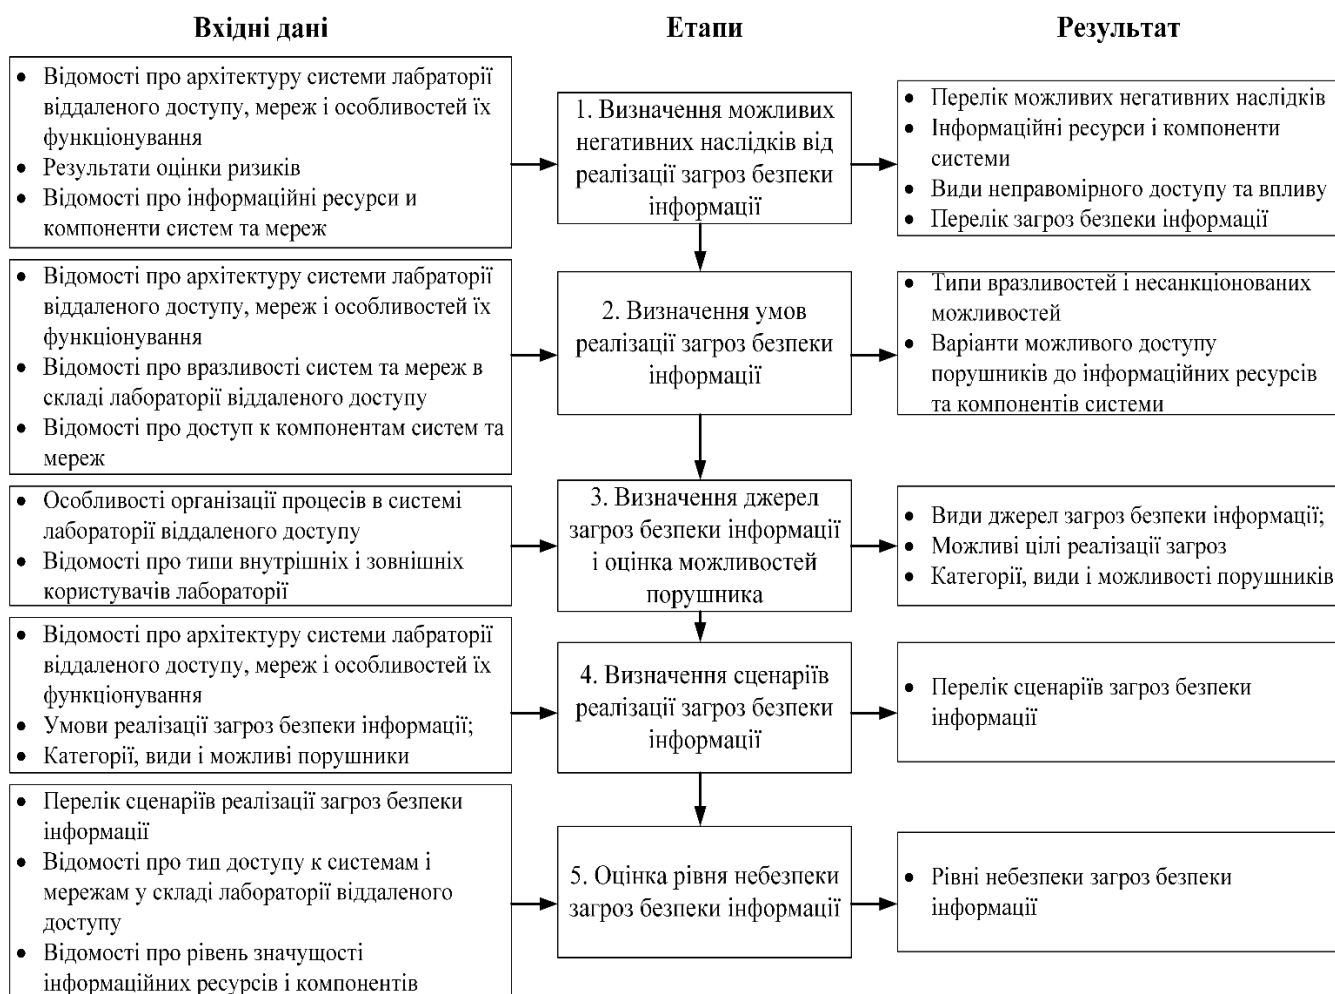 Вхідні дані
Етапи
Результат
• Відомості про архітектуру системи лабраторії
віддаленого доступу, мереж і особливостей їх
функціонування
• Результати оцінки ризиків
• Відомості про інформаційні ресурси и
компоненти систем та мереж
1. Визначення можливих
негативних наслідків від
реалізації загроз безпеки
інформації
• Перелік можливих негативних наслідків
• Інформаційні ресурси і компоненти
системи
• Види неправомірного доступу та впливу
• Перелік загроз безпеки інформації
• Відомості про архітектуру системи лабраторії
віддаленого доступу, мереж і особливостей їх
функціонування
• Відомості про вразливості систем та мереж в
складі лабораторії віддаленого доступу
• Відомості про доступ к компонентам систем та
мереж
2. Визначення умов
реалізації загроз безпеки
інформації
• Типи вразливостей і несанкціонованих
можливостей
• Варіанти можливого доступу
порушників до інформаційних ресурсів
та компонентів системи
• Особливості організації процесів в системі
лабораторії віддаленого доступу
• Відомості про типи внутрішніх і зовнішніх
користувачів лабораторії
3. Визначення джерел
загроз безпеки інформації
і оцінка можливостей
порушника
• Види джерел загроз безпеки інформації;
• Можливі цілі реалізації загроз
• Категорії, види і можливості порушників
• Відомості про архітектуру системи лабраторії
віддаленого доступу, мереж і особливостей їх
функціонування
• Умови реалізації загроз безпеки інформації;
• Категорії, види і можливі порушники
4. Визначення сценаріїв
реалізації загроз безпеки
інформації
• Перелік сценаріїв загроз безпеки
інформації
• Перелік сценаріїв реалізації загроз безпеки
інформації
• Відомості про тип доступу к системам і
мережам у складі лабораторії віддаленого
доступу
• Відомості про рівень значущості
інформаційних ресурсів і компонентів
5. Оцінка рівня небезпеки
загроз безпеки інформації
• Рівні небезпеки загроз безпеки
інформації